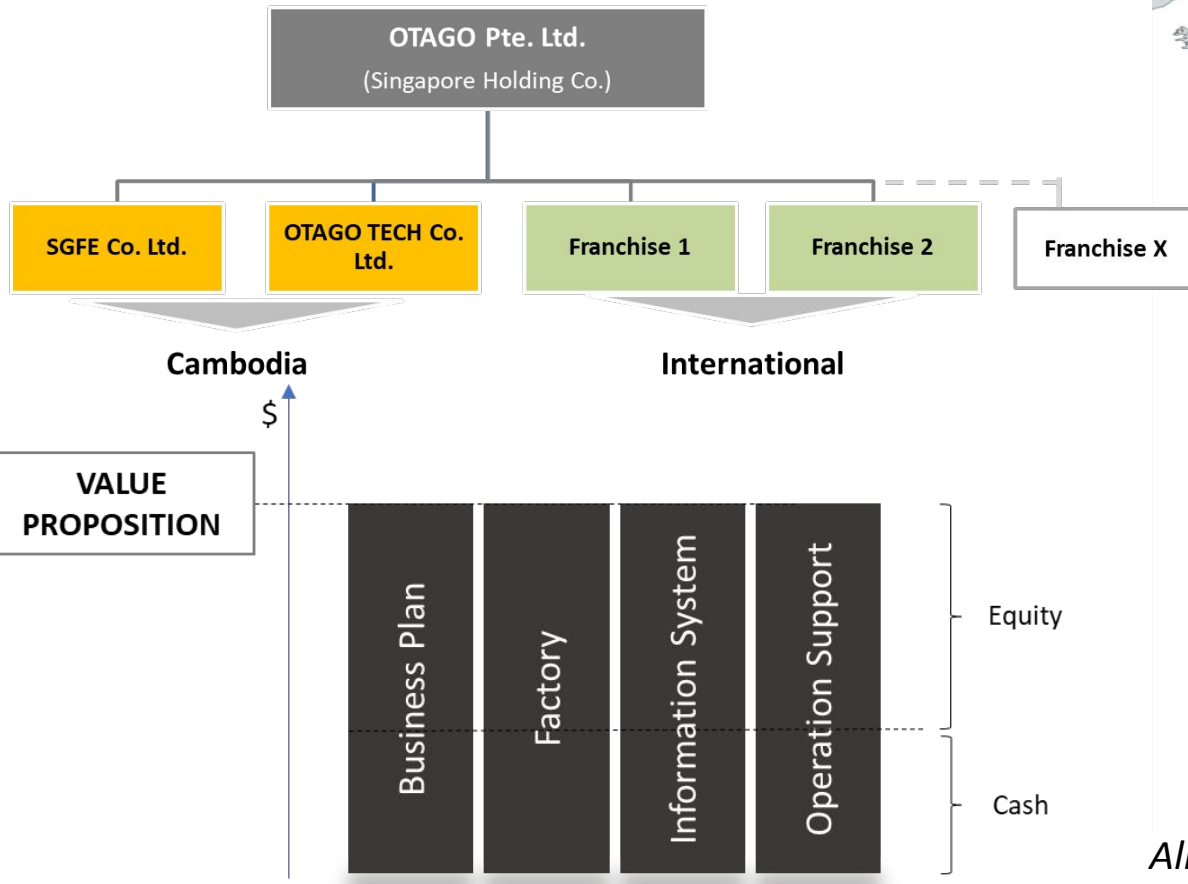 OTAGO Pte. Ltd.
(Singapore Holding Co.)
SGFE Co. Ltd.
OTAGO TECH Co.
Ltd.
Franchise 1
Franchise 2
Franchise X
Cambodia
International
$
VALUE
PROPOSITION
Business Plan
Factory
Information System
Operation Support
Equity
Cash